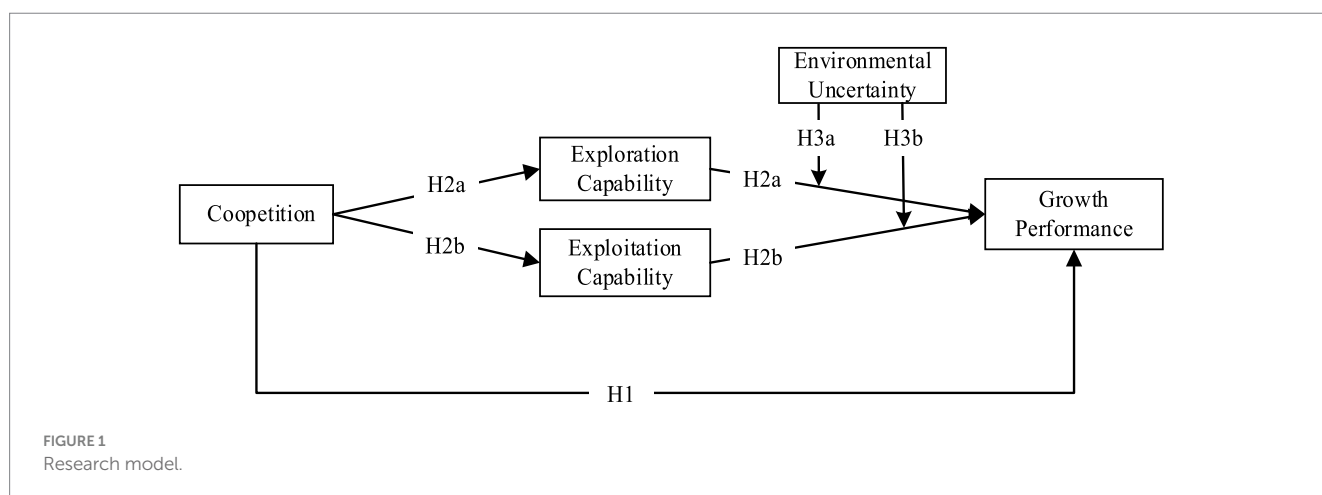 Environmental
Uncertainty
H3a
H3b
Exploration
Capability
H2a
H2a
Coopetition
Growth
Performance
H2b
Exploitation
Capability
H2b
H1
FIGURE 1
Research model.